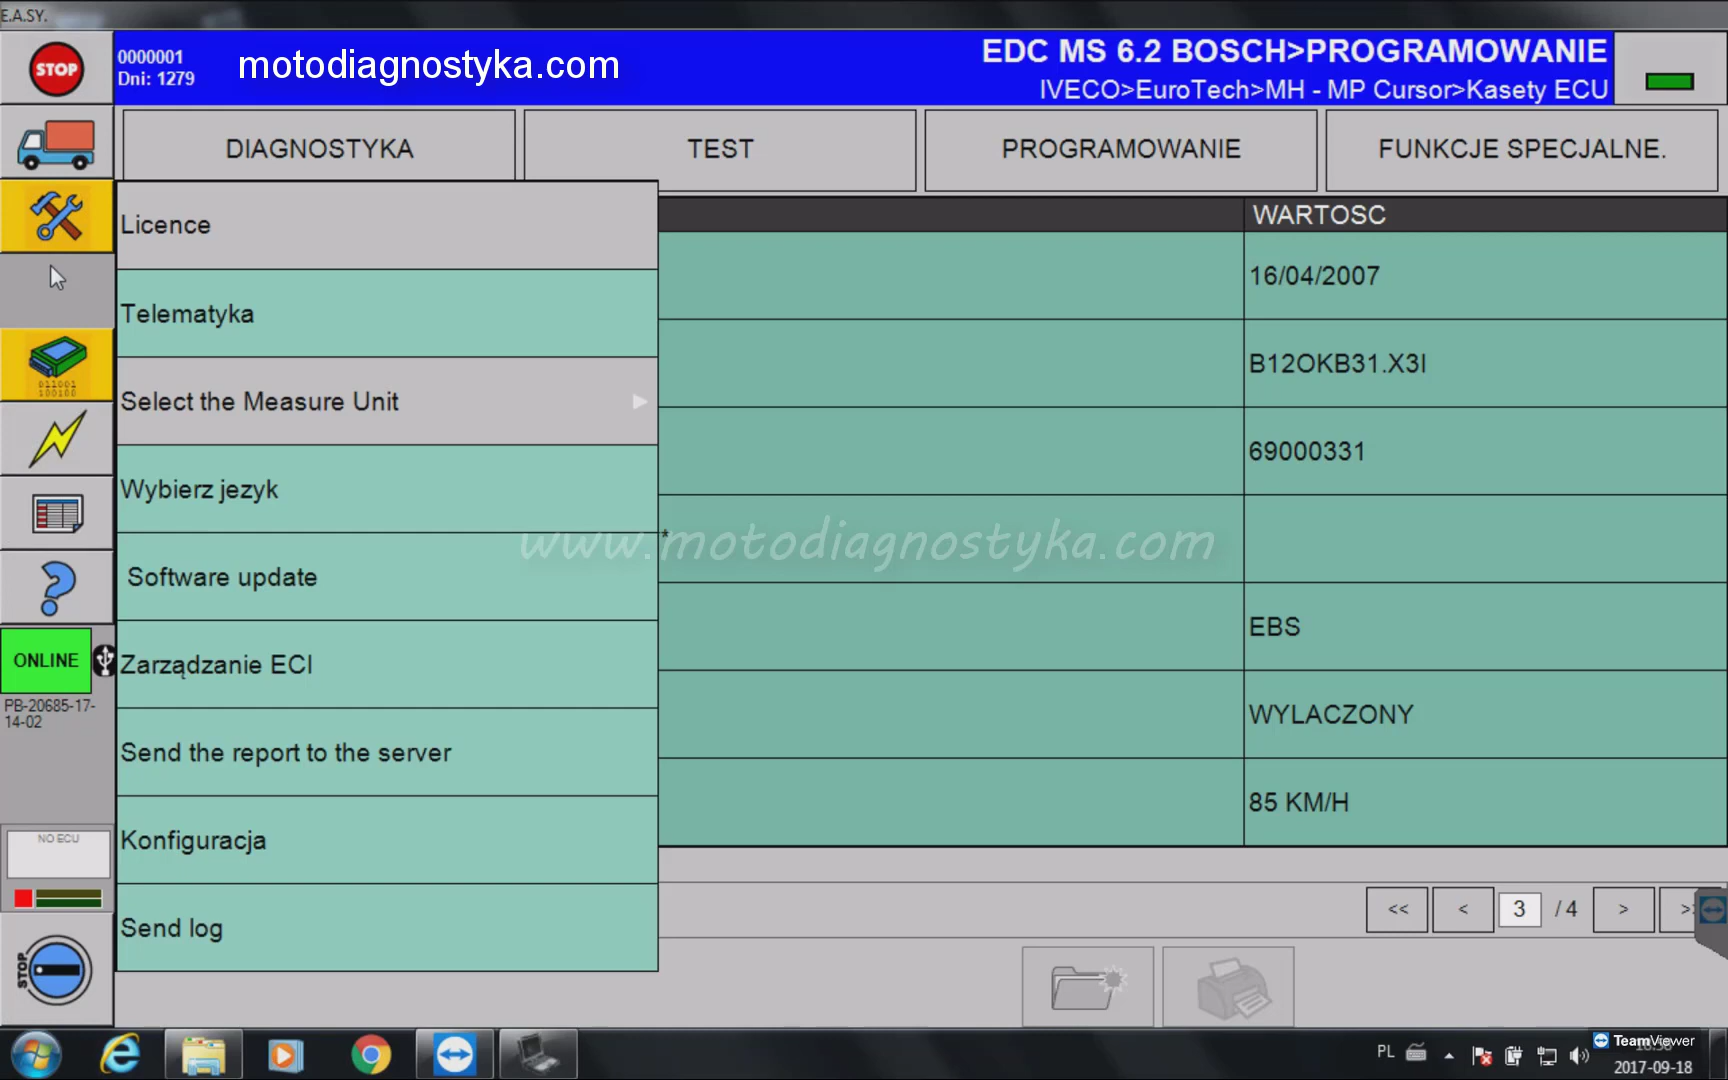 E.A.SY.
STOP
0000001
Dni: 1279
motodiagnostyka.com
EDC MS 6.2 BOSCH>PROGRAMOWANIE
IVECO>EuroTech>MH - MP Cursor>Kasety ECU
DIAGNOSTYKA
TEST
PROGRAMOWANIE
FUNKCJE SPECJALNE.
WARTOSC
Licence
Telematyka
Select the Measure Unit
Wybierz jezyk
Software update
Zarządzanie ECI
Send the report to the server
Konfiguracja
Send log
16/04/2007
B12OKB31.X3I
69000331
*
EBS
WYLACZONY
85 KM/H
www.motodiagnostyka.com
011001
100100
ONLINE
PB-20685-17-
14-02
NO ECU
STOP
<<
<
3
/ 4
>
PL
TeamViewer
2017-09-18